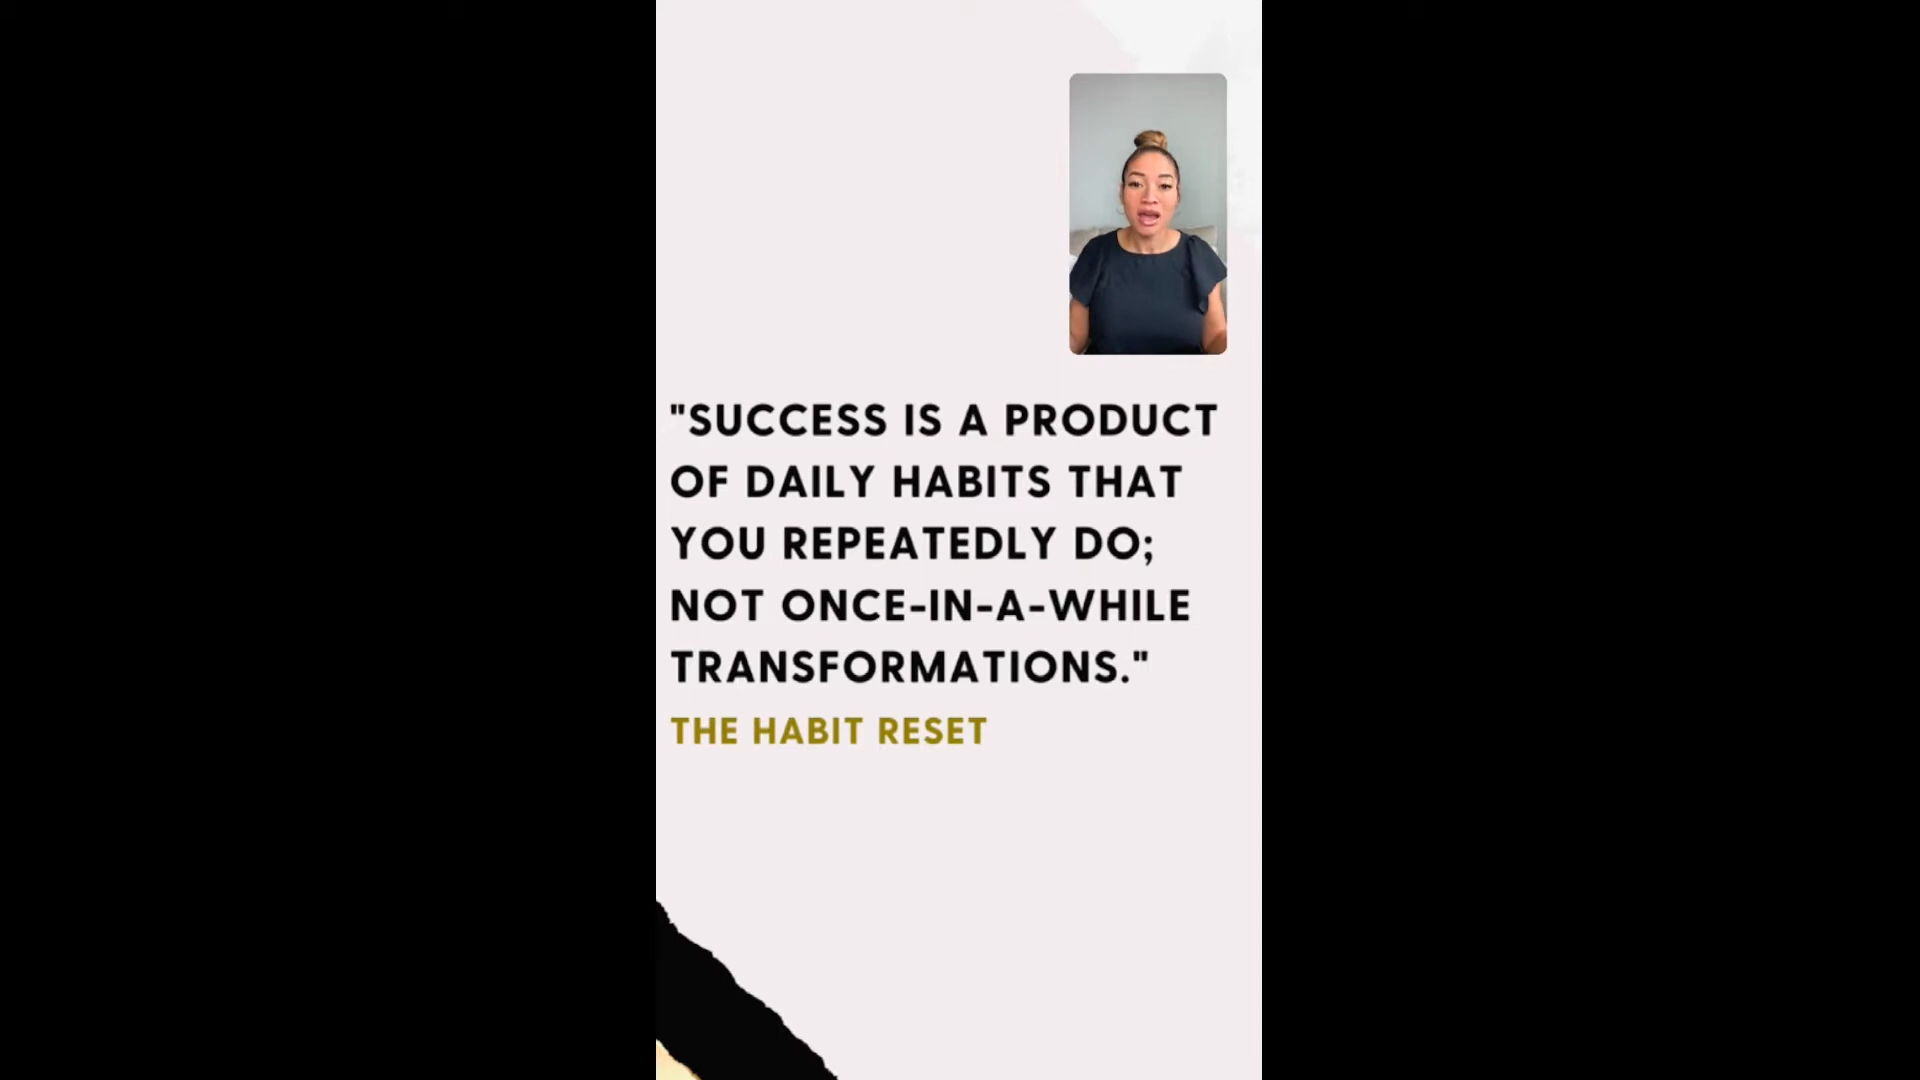 "SUCCESS IS A PRODUCT
OF DAILY HABITS THAT
YOU REPEATEDLY DO;
NOT ONCE-IN-A-WHILE
TRANSFORMATIONS."
THE HABIT RESET